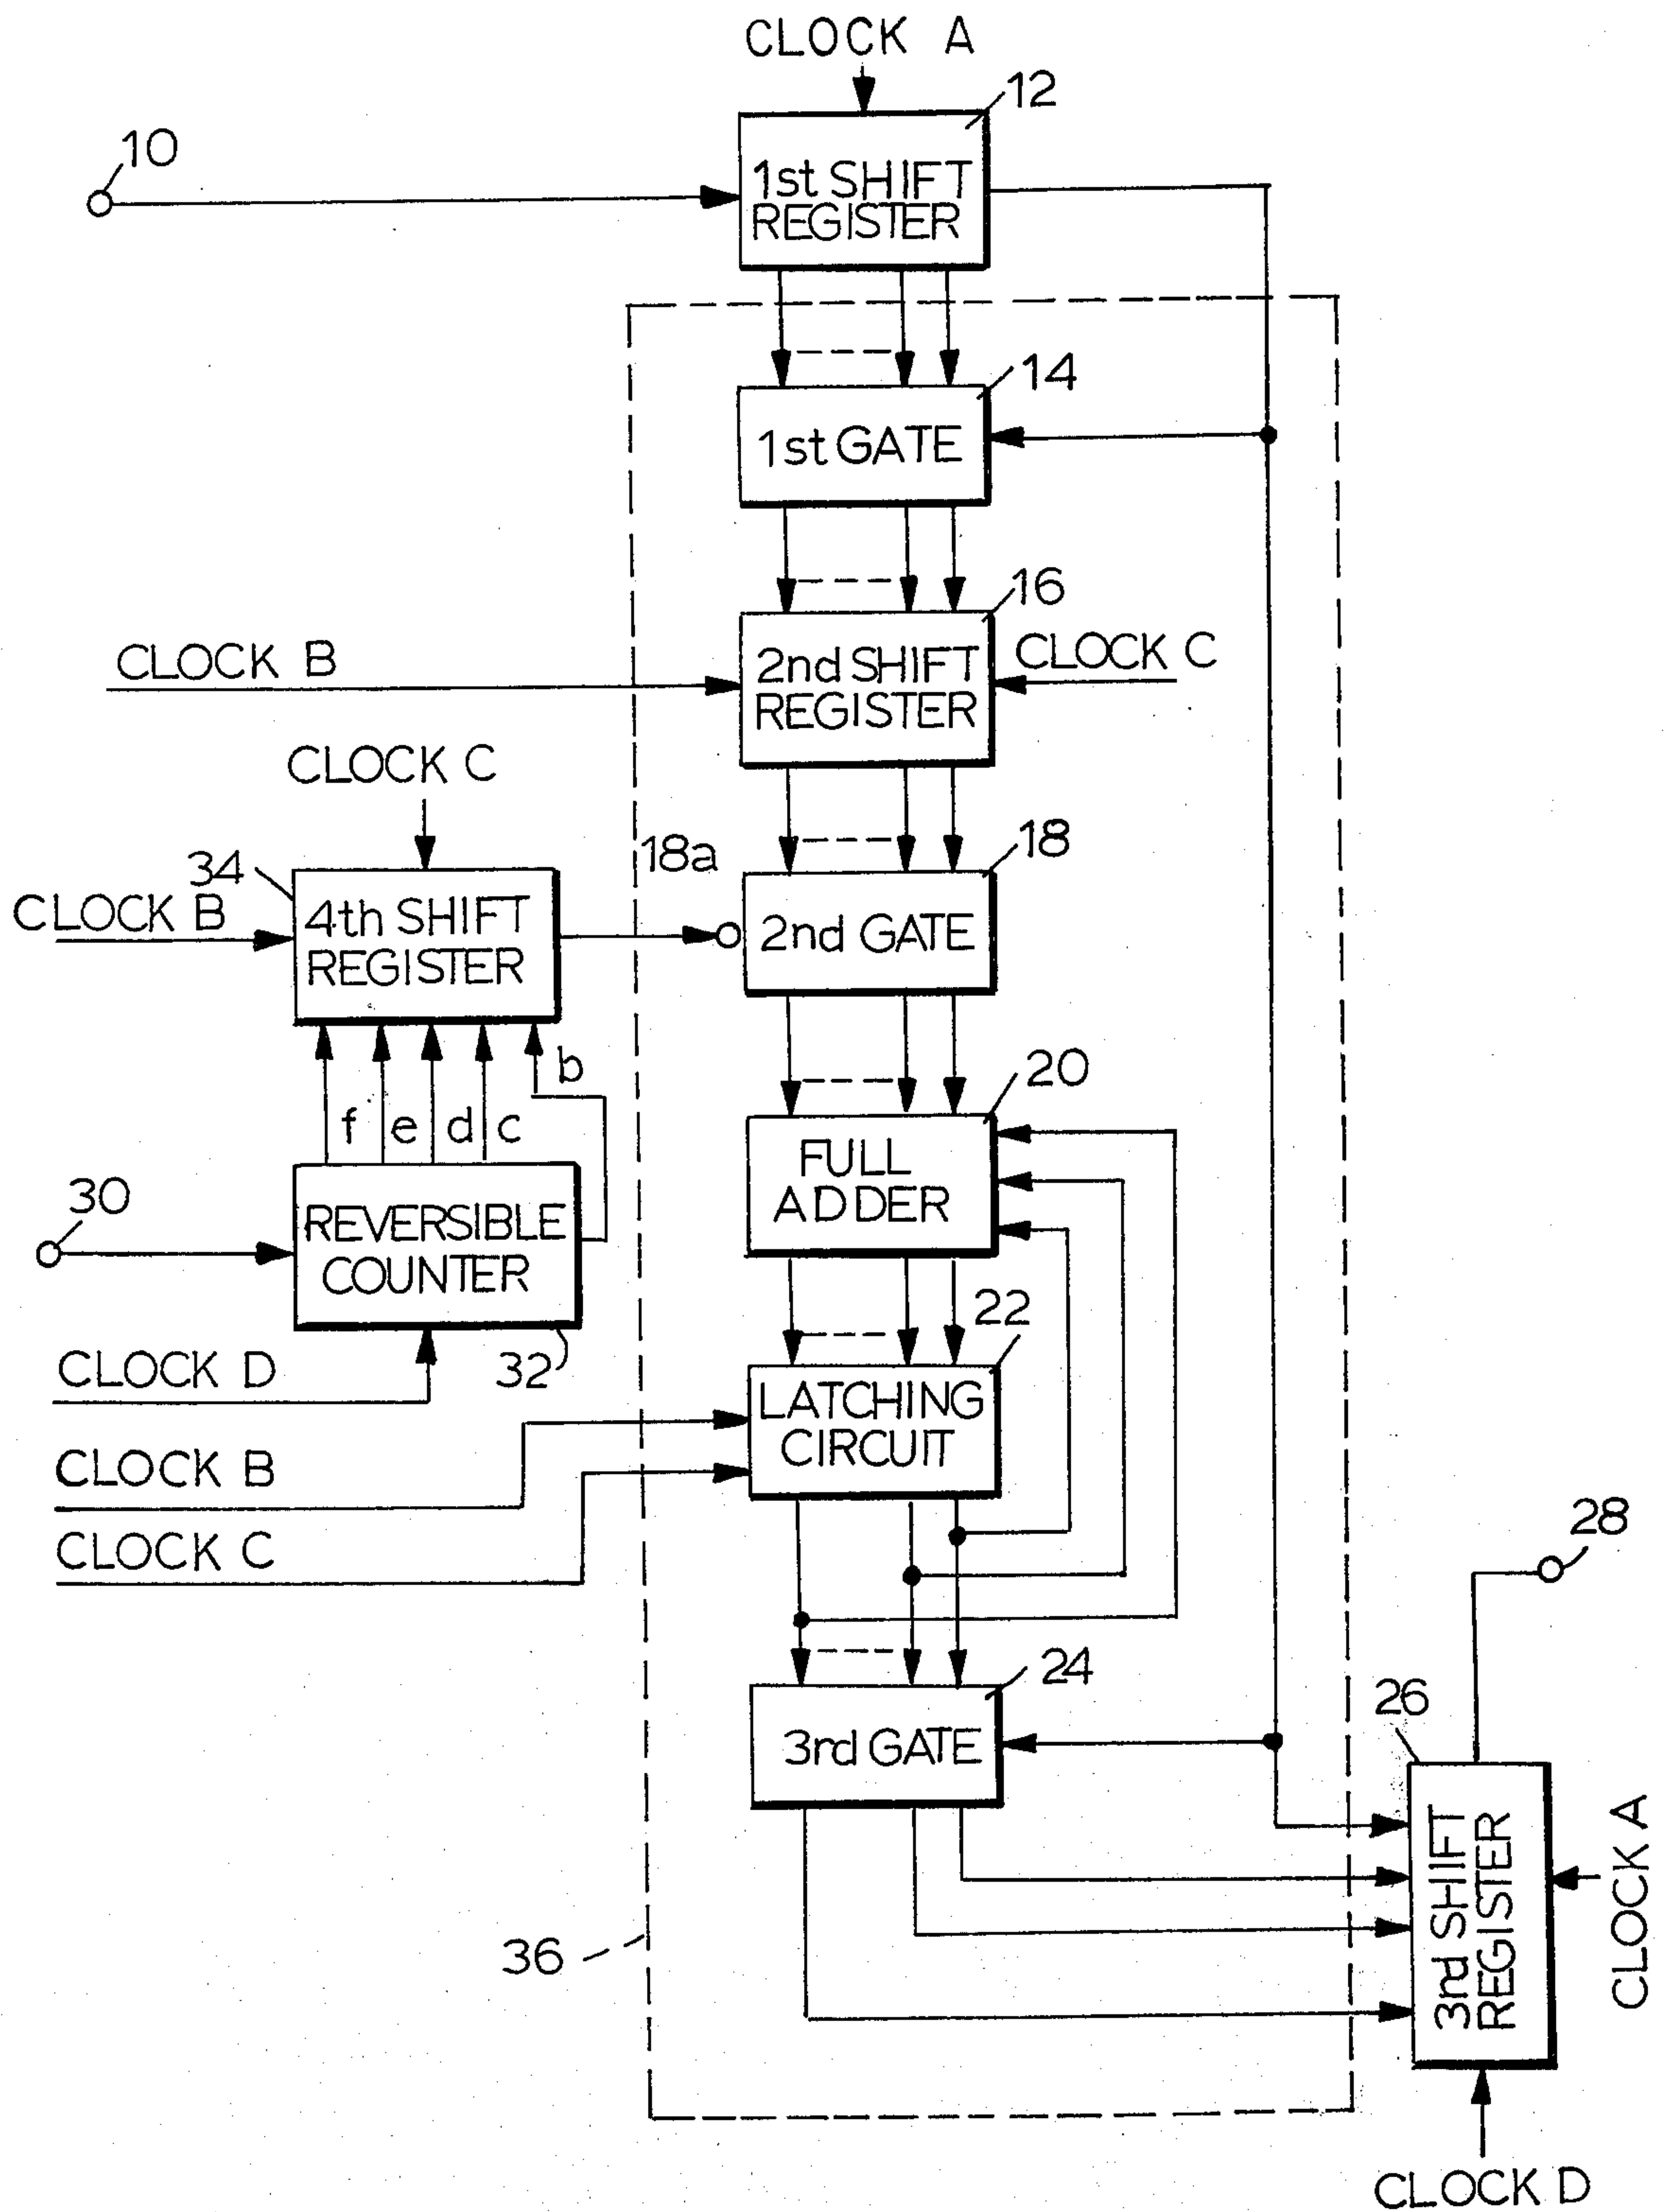 CLOCK A
12
10
1st SHIFT
REGISTER
14
1st GATE
16
CLOCK B
2nd SHIFT
REGISTER
CLOCK C
CLOCK C
18
18a
34
CLOCK B
4th SHIFT
REGISTER
2nd GATE
b
20
f
e
d
c
FULL
ADDER
30
REVERSIBLE
COUNTER
22
CLOCK D
32
LATCHING
CIRCUIT
CLOCK B
CLOCK C
28
24
26
3rd GATE
3rd SHIFT
REGISTER
CLOCK A
36
CLOCK D